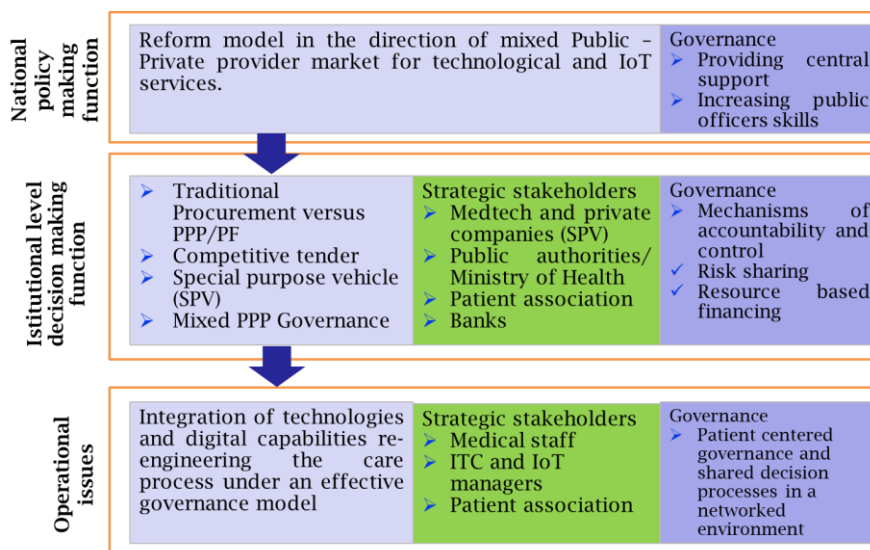 National
policy
making
function
Reform model in the direction of mixed Public –
Private provider market for technological and IoT
services.
Governance
➢ Providing central
support
➢ Increasing public
officers skills
Istitutional level
decision making
function
➢ Traditional
Procurement versus
PPP/PF
➢ Competitive tender
➢ Special purpose vehicle
(SPV)
➢ Mixed PPP Governance
Strategic stakeholders
➢ Medtech and private
companies (SPV)
➢ Public authorities/
Ministry of Health
➢ Patient association
➢ Banks
Governance
➢ Mechanisms of
accountability and
control
✓ Risk sharing
✓ Resource based
financing
Operational
issues
Integration of technologies
and digital capabilities re-
engineering the care
process under an effective
governance model
Strategic stakeholders
➢ Medical staff
➢ ITC and IoT
managers
➢ Patient association
Governance
➢ Patient centered
governance and
shared decision
processes in a
networked
environment